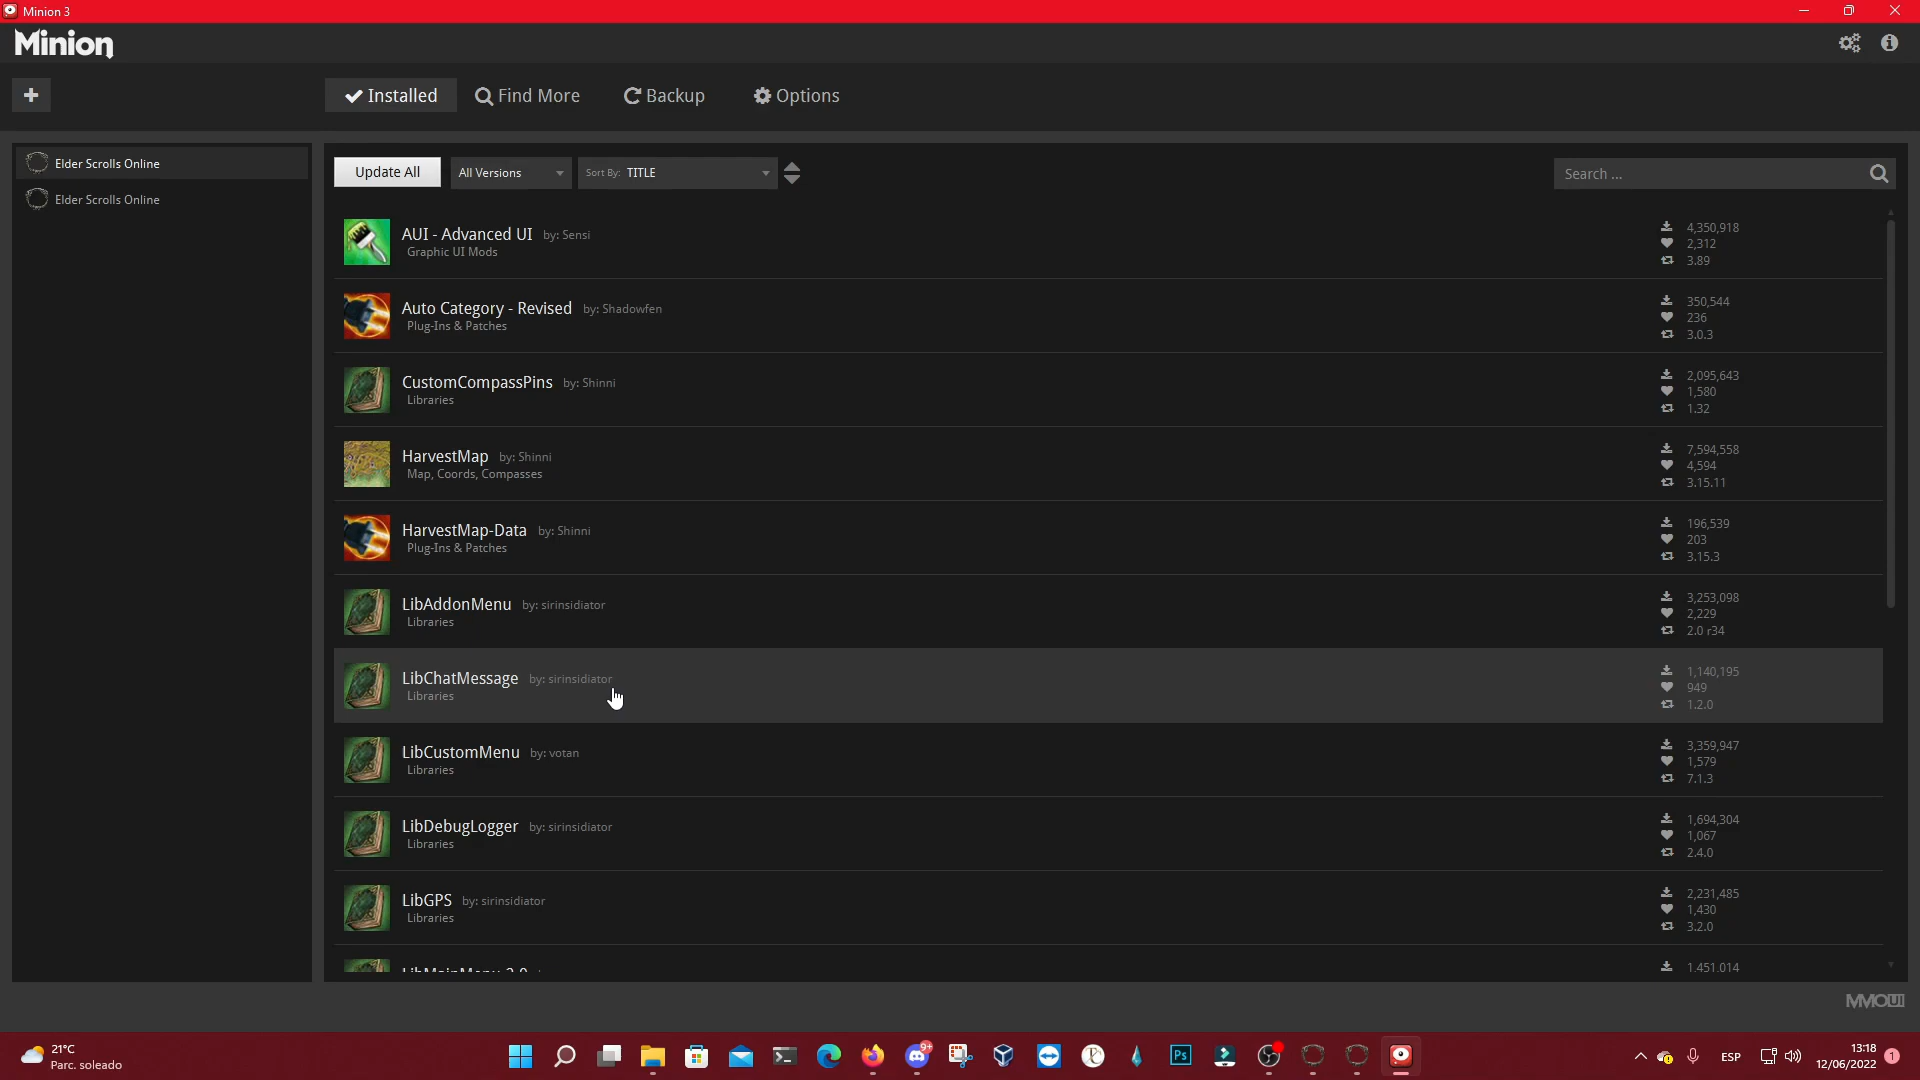 Minion 3
Minion
Installed
Find More
Backup
Options
Elder Scrolls Online
Elder Scrolls Online
Update All
All Versions
Sort By: TITLE
Search ...
AUI - Advanced UI by: Sensi
Graphic UI Mods
4,350,918
2,312
3.89
Auto Category - Revised by: Shadowfen
Plug-Ins & Patches
350,544
236
3.0.3
CustomCompassPins by: Shinni
Libraries
2,095,643
1,580
1.32
HarvestMap by: Shinni
Map, Coords, Compasses
7,594,558
4,594
3.15.11
HarvestMap-Data by: Shinni
Plug-Ins & Patches
196,539
203
3.15.3
LibAddonMenu by: sirinsidiator
Libraries
3,253,098
2,229
2.0 r34
LibChatMessage by: sirinsidiator
Libraries
1,140,195
949
1.2.0
LibCustomMenu by: votan
Libraries
3,359,947
1,579
7.1.3
LibDebugLogger by: sirinsidiator
Libraries
1,694,304
1,067
2.4.0
LibGPS by: sirinsidiator
Libraries
2,231,485
1,430
3.2.0
LibMainMenu-2.0
1,451,014
MMOUI
21°C
Parc. soleado
9+
Ps
ESP
13:18
12/06/2022
1